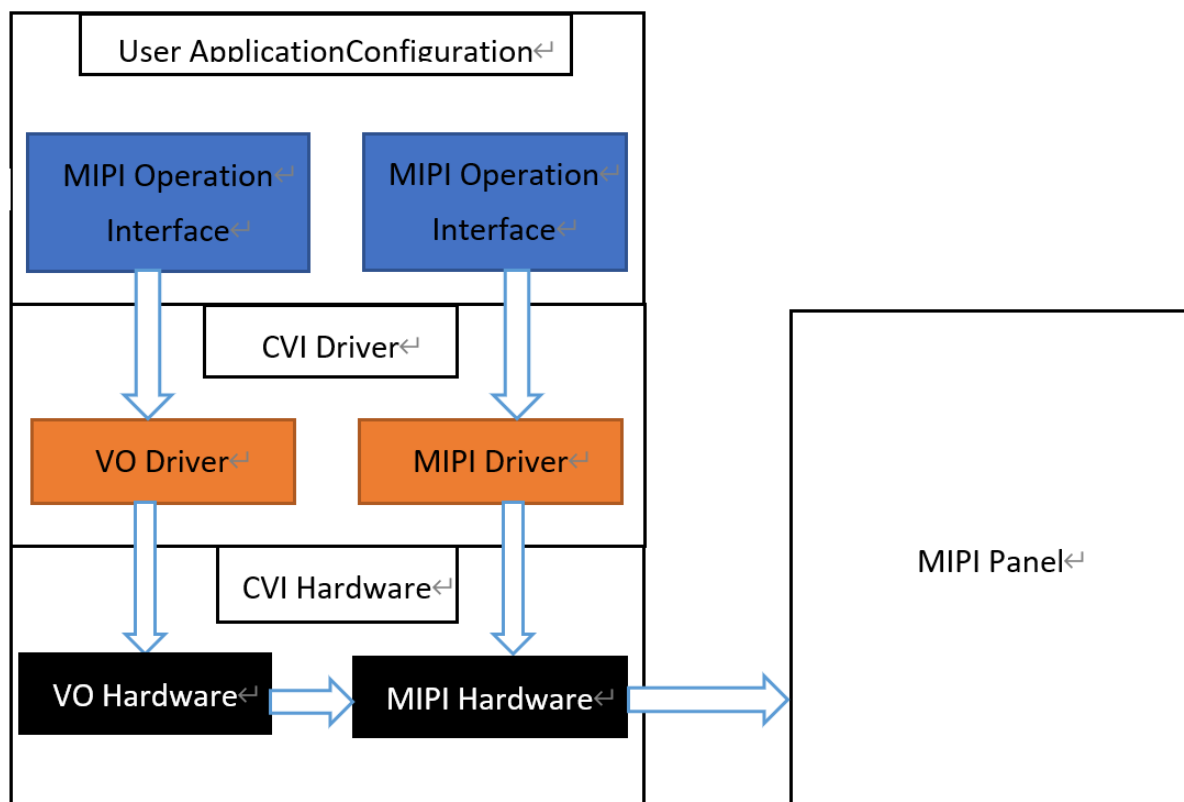 User ApplicationConfiguration↵
MIPI Operation↵
Interface↵
MIPI Operation↵
Interface↵
CVI Driver↵
VO Driver↵
MIPI Driver↵
CVI Hardware↵
VO Hardware↵
MIPI Hardware↵
MIPI Panel↵